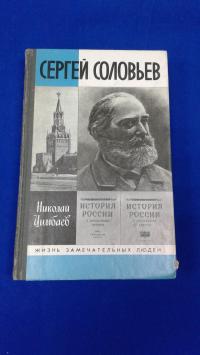 СЕРГЕЙ СОЛОВЬЕВ
ИСТОРИЯ
РОССИИ
ИСТОРИЯ
РОССИИ
Николай
Цимбаев
ЖИЗНЬ ЗАМЕЧАТЕЛЬНЫХ ЛЮДЕЙ